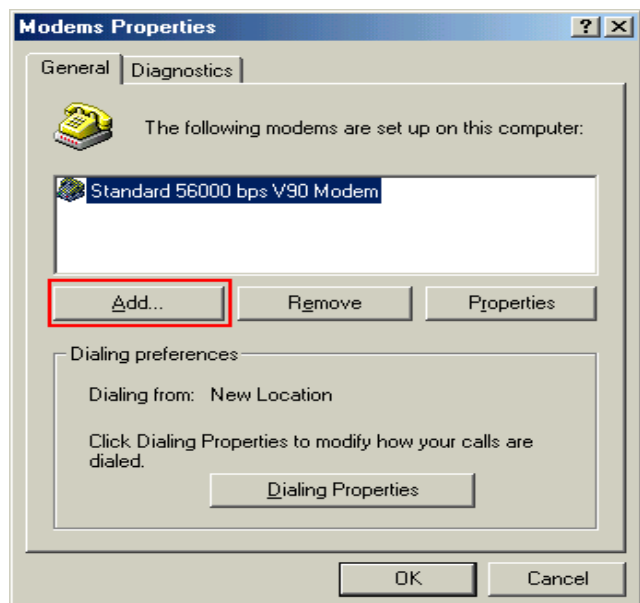 Modems Properties
General Diagnostics
The following modems are set up on this computer:
Standard 56000 bps V90 Modem
Add... Remove Properties
Dialing preferences
Dialing from: New Location
Click Dialing Properties to modify how your calls are
dialed.
Dialing Properties
OK Cancel